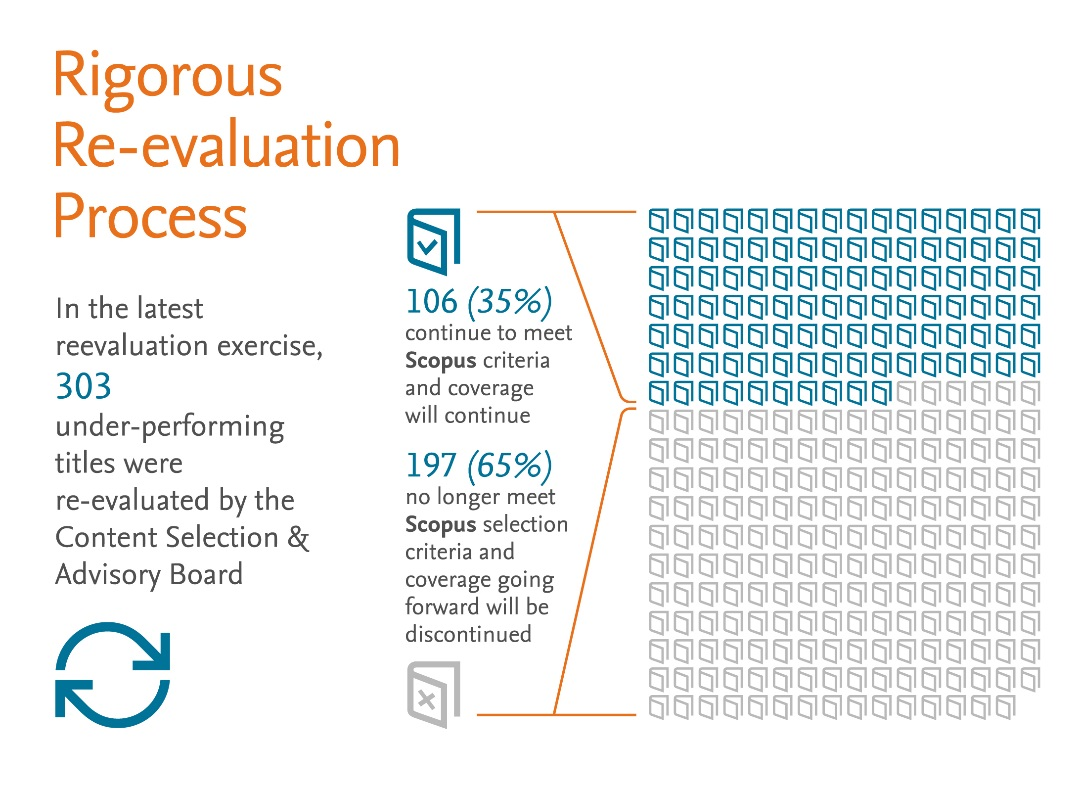 Rigorous
Re-evaluation
Process
In the latest
reevaluation exercise,
303
under-performing
titles were
re-evaluated by the
Content Selection &
Advisory Board
106 (35%)
continue to meet
Scopus criteria
and coverage
will continue
197 (65%)
no longer meet
Scopus selection
criteria and
coverage going
forward will be
discontinued